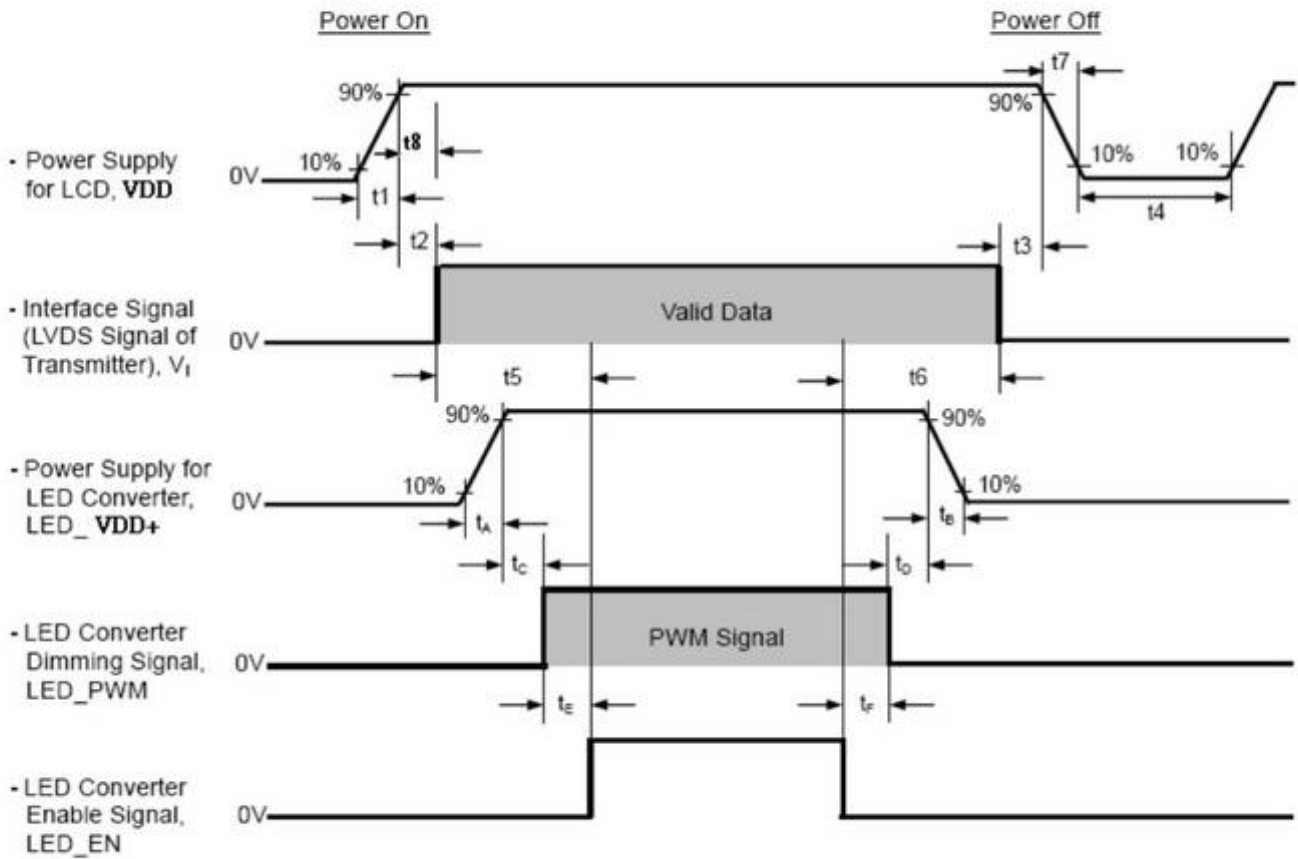 Power On
Power Off
t7
90%
90%
t8
- Power Supply
for LCD, VDD
10%
10%
10%
0V
t1
t4
t2
t3
- Interface Signal
(LVDS Signal of
Transmitter), VI
Valid Data
0V
t5
t6
90%
90%
- Power Supply for
LED Converter,
LED_ VDD+
10%
10%
0V
tA
tB
tC
tD
- LED Converter
Dimming Signal,
LED_PWM
PWM Signal
0V
tE
tF
- LED Converter
Enable Signal,
LED_EN
0V